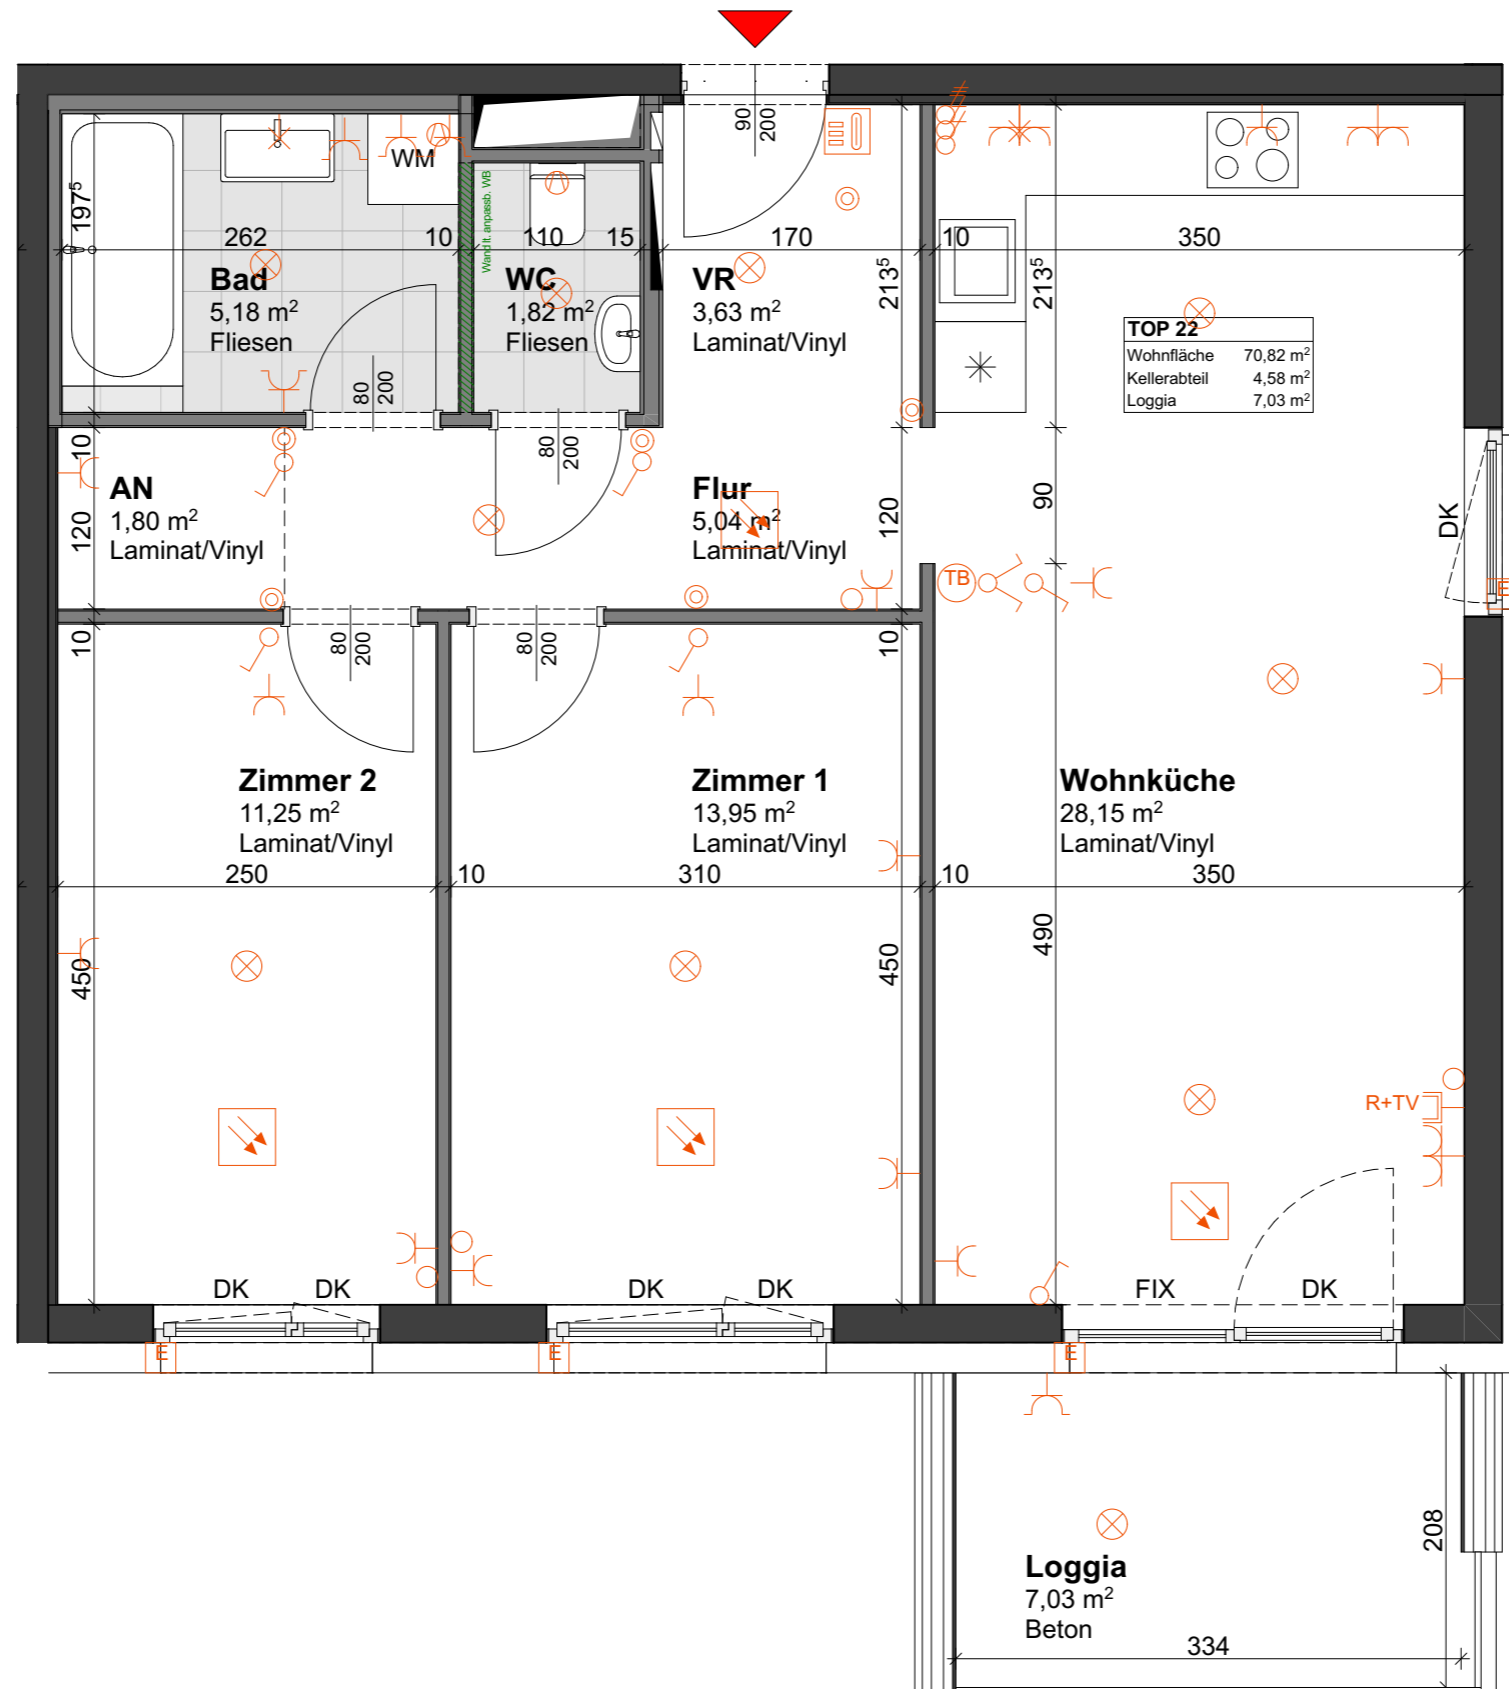 90
200
WM
197⁵
262
10
Wand lt. anpassb. WB
110
15
170
10
350
Bad
5,18 m²
Fliesen
WC
1,82 m²
Fliesen
VR
3,63 m²
Laminat/Vinyl
213⁵
213⁵
TOP 22
Wohnfläche 70,82 m²
Kellerabteil 4,58 m²
Loggia 7,03 m²
80
200
80
200
10
AN
1,80 m²
Laminat/Vinyl
120
Flur
5,04 m²
Laminat/Vinyl
120
90
DK
TB
E
10
80
200
80
200
10
Zimmer 2
11,25 m²
Laminat/Vinyl
Zimmer 1
13,95 m²
Laminat/Vinyl
Wohnküche
28,15 m²
Laminat/Vinyl
250
10
310
10
350
450
450
490
R+TV
DK
DK
DK
DK
FIX
DK
E
E
E
Loggia
7,03 m²
Beton
208
334